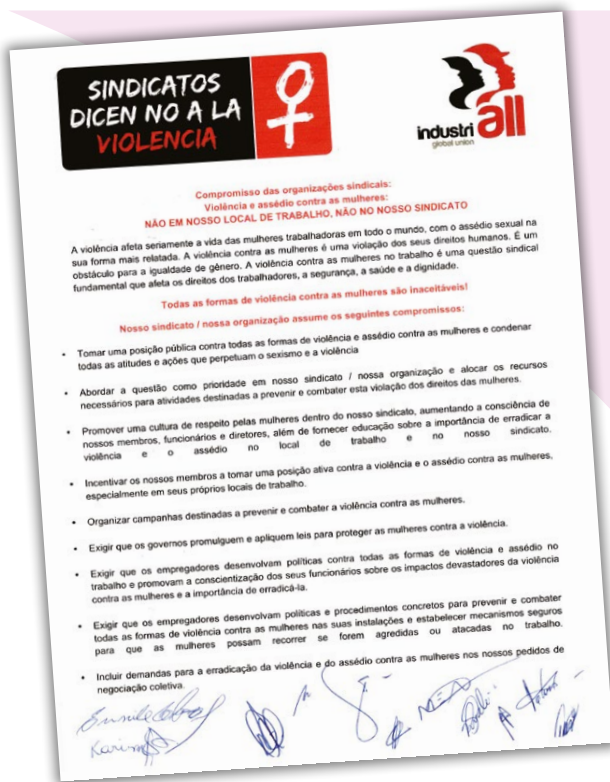 SINDICATOS
DICEN NO A LA
VIOLENCIA
industri all
global union
Compromisso das organizações sindicais:
Violência e assédio contra as mulheres:
NÃO EM NOSSO LOCAL DE TRABALHO, NÃO NO NOSSO SINDICATO
A violência afeta seriamente a vida das mulheres trabalhadoras em todo o mundo, com o assédio sexual na
sua forma mais relatada. A violência contra as mulheres é uma violação dos seus direitos humanos. É um
obstáculo para a igualdade de gênero. A violência contra as mulheres no trabalho é uma questão sindical
fundamental que afeta os direitos dos trabalhadores, a segurança, a saúde e a dignidade.
Todas as formas de violência contra as mulheres são inaceitáveis!
Nosso sindicato / nossa organização assume os seguintes compromissos:
• Tomar uma posição pública contra todas as formas de violência e assédio contra as mulheres e condenar
todas as atitudes e ações que perpetuam o sexismo e a violência
• Abordar a questão como prioridade em nosso sindicato / nossa organização e alocar os recursos
necessários para atividades destinadas a prevenir e combater esta violação dos direitos das mulheres.
• Promover uma cultura de respeito pelas mulheres dentro do nosso sindicato, aumentando a consciência de
nossos membros, funcionários e diretores, além de fornecer educação sobre a importância de erradicar a
violência e o assédio no local de trabalho e no nosso sindicato.
• Incentivar os nossos membros a tomar uma posição ativa contra a violência e o assédio contra as mulheres,
especialmente em seus próprios locais de trabalho.
• Organizar campanhas destinadas a prevenir e combater a violência contra as mulheres.
• Exigir que os governos promulguem e apliquem leis para proteger as mulheres contra a violência.
• Exigir que os empregadores desenvolvam políticas contra todas as formas de violência e assédio no
trabalho e promovam a conscientização dos seus funcionários sobre os impactos devastadores da violência
contra as mulheres e a importância de erradicá-la.
• Exigir que os empregadores desenvolvam políticas e procedimentos concretos para prevenir e combater
todas as formas de violência contra as mulheres nas suas instalações e estabelecer mecanismos seguros
para que as mulheres possam recorrer se forem agredidas ou atacadas no trabalho.
• Incluir demandas para a erradicação da violência e do assédio contra as mulheres nos nossos pedidos de
negociação coletiva.